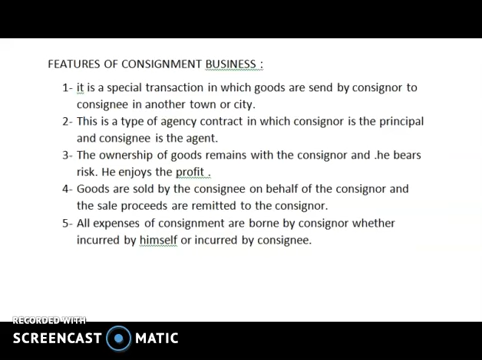 FEATURES OF CONSIGNMENT BUSINESS :
1- it is a special transaction in which goods are send by consignor to
consignee in another town or city.
2- This is a type of agency contract in which consignor is the principal
and consignee is the agent.
3- The ownership of goods remains with the consignor and .he bears
risk. He enjoys the profit .
4- Goods are sold by the consignee on behalf of the consignor and
the sale proceeds are remitted to the consignor.
5- All expenses of consignment are borne by consignor whether
incurred by himself or incurred by consignee.
RECORDED WITH
SCREENCAST MATIC